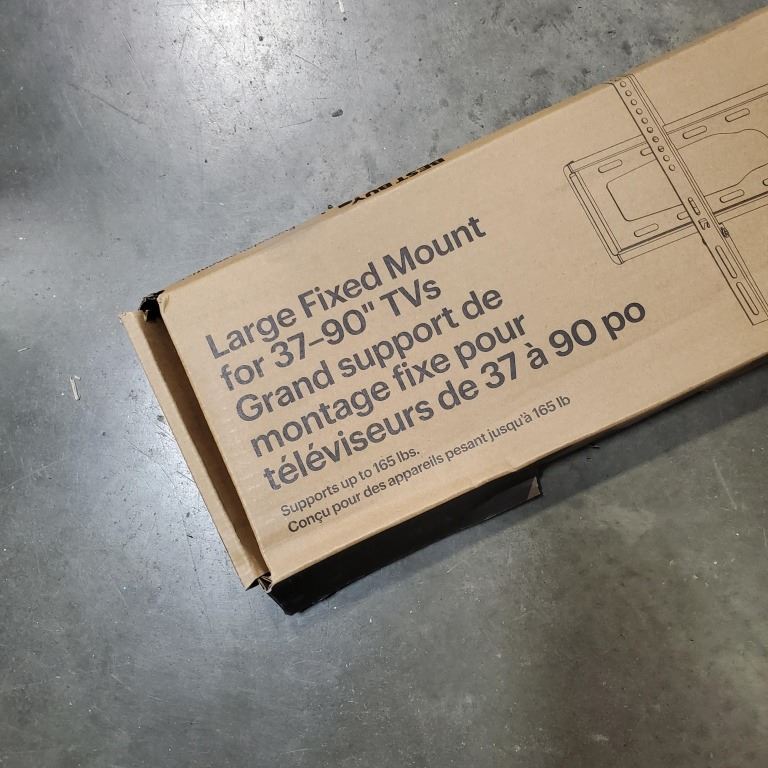 Large Fixed Mount
for 37–90" TVs
Grand support de
montage fixe pour
téléviseurs de 37 à 90 po
Supports up to 165 lbs.
Conçu pour des appareils pesant jusqu'à 165 lb